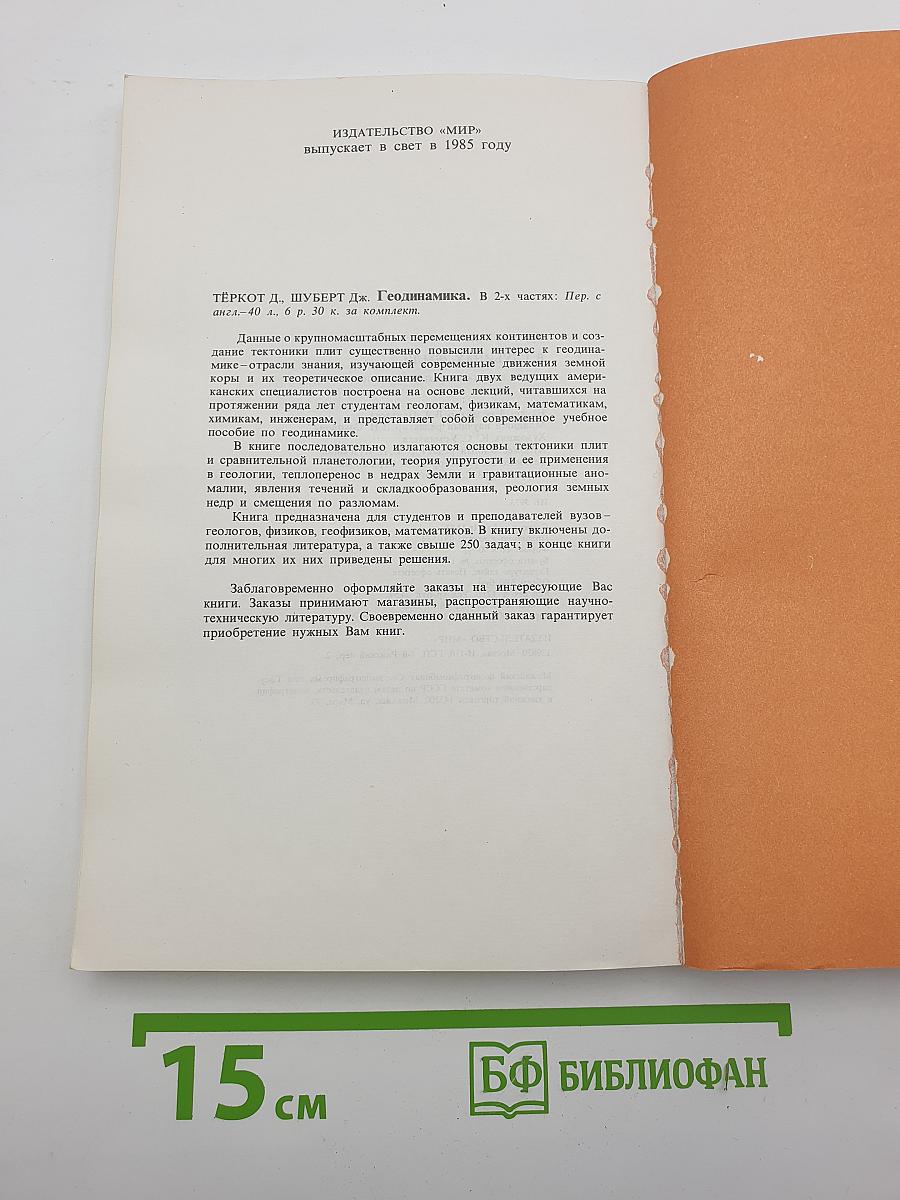 ИЗДАТЕЛЬСТВО «МИР»
выпускает в свет в 1985 году
ТЁРКОТ Д., ШУБЕРТ Дж. Геодинамика. В 2-х частях: Пер. с
англ.–40 л., 6 р. 30 к. за комплект.
Данные о крупномасштабных перемещениях континентов и соз-
дание тектоники плит существенно повысили интерес к геодина-
мике–отрасли знания, изучающей современные движения земной
коры и их теоретическое описание. Книга двух ведущих амери-
канских специалистов построена на основе лекций, читавшихся на
протяжении ряда лет студентам геологам, физикам, математикам,
химикам, инженерам, и представляет собой современное учебное
пособие по геодинамике.
В книге последовательно излагаются основы тектоники плит
и сравнительной планетологии, теория упругости и ее применения
в геологии, теплоперенос в недрах Земли и гравитационные ано-
малии, явления течений и складкообразования, реология земных
недр и смещения по разломам.
Книга предназначена для студентов и преподавателей вузов–
геологов, физиков, геофизиков, математиков. В книгу включены до-
полнительная литература, а также свыше 250 задач; в конце книги
для многих их них приведены решения.
Заблаговременно оформляйте заказы на интересующие Вас
книги. Заказы принимают магазины, распространяющие научно-
техническую литературу. Своевременно сданный заказ гарантирует
приобретение нужных Вам книг.
15 см
БФ БИБЛИОФАН